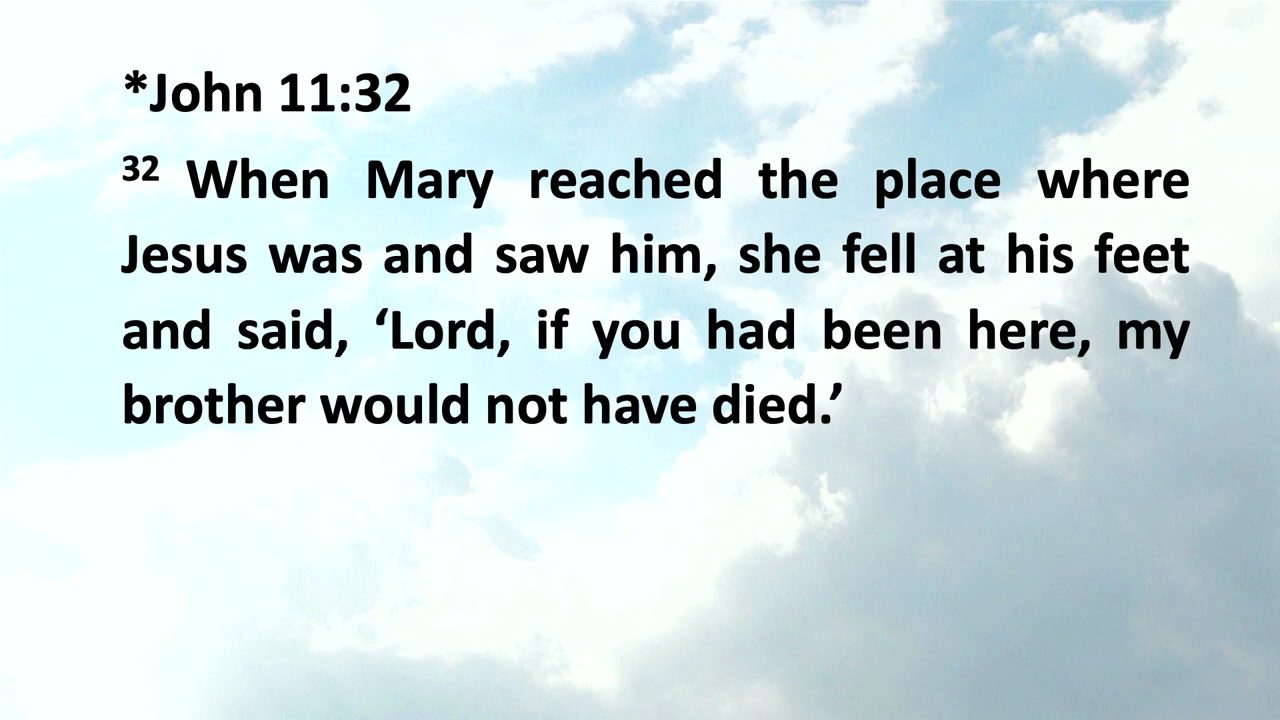 *John 11:32
32 When Mary reached the place where
Jesus was and saw him, she fell at his feet
and said, ‘Lord, if you had been here, my
brother would not have died.’